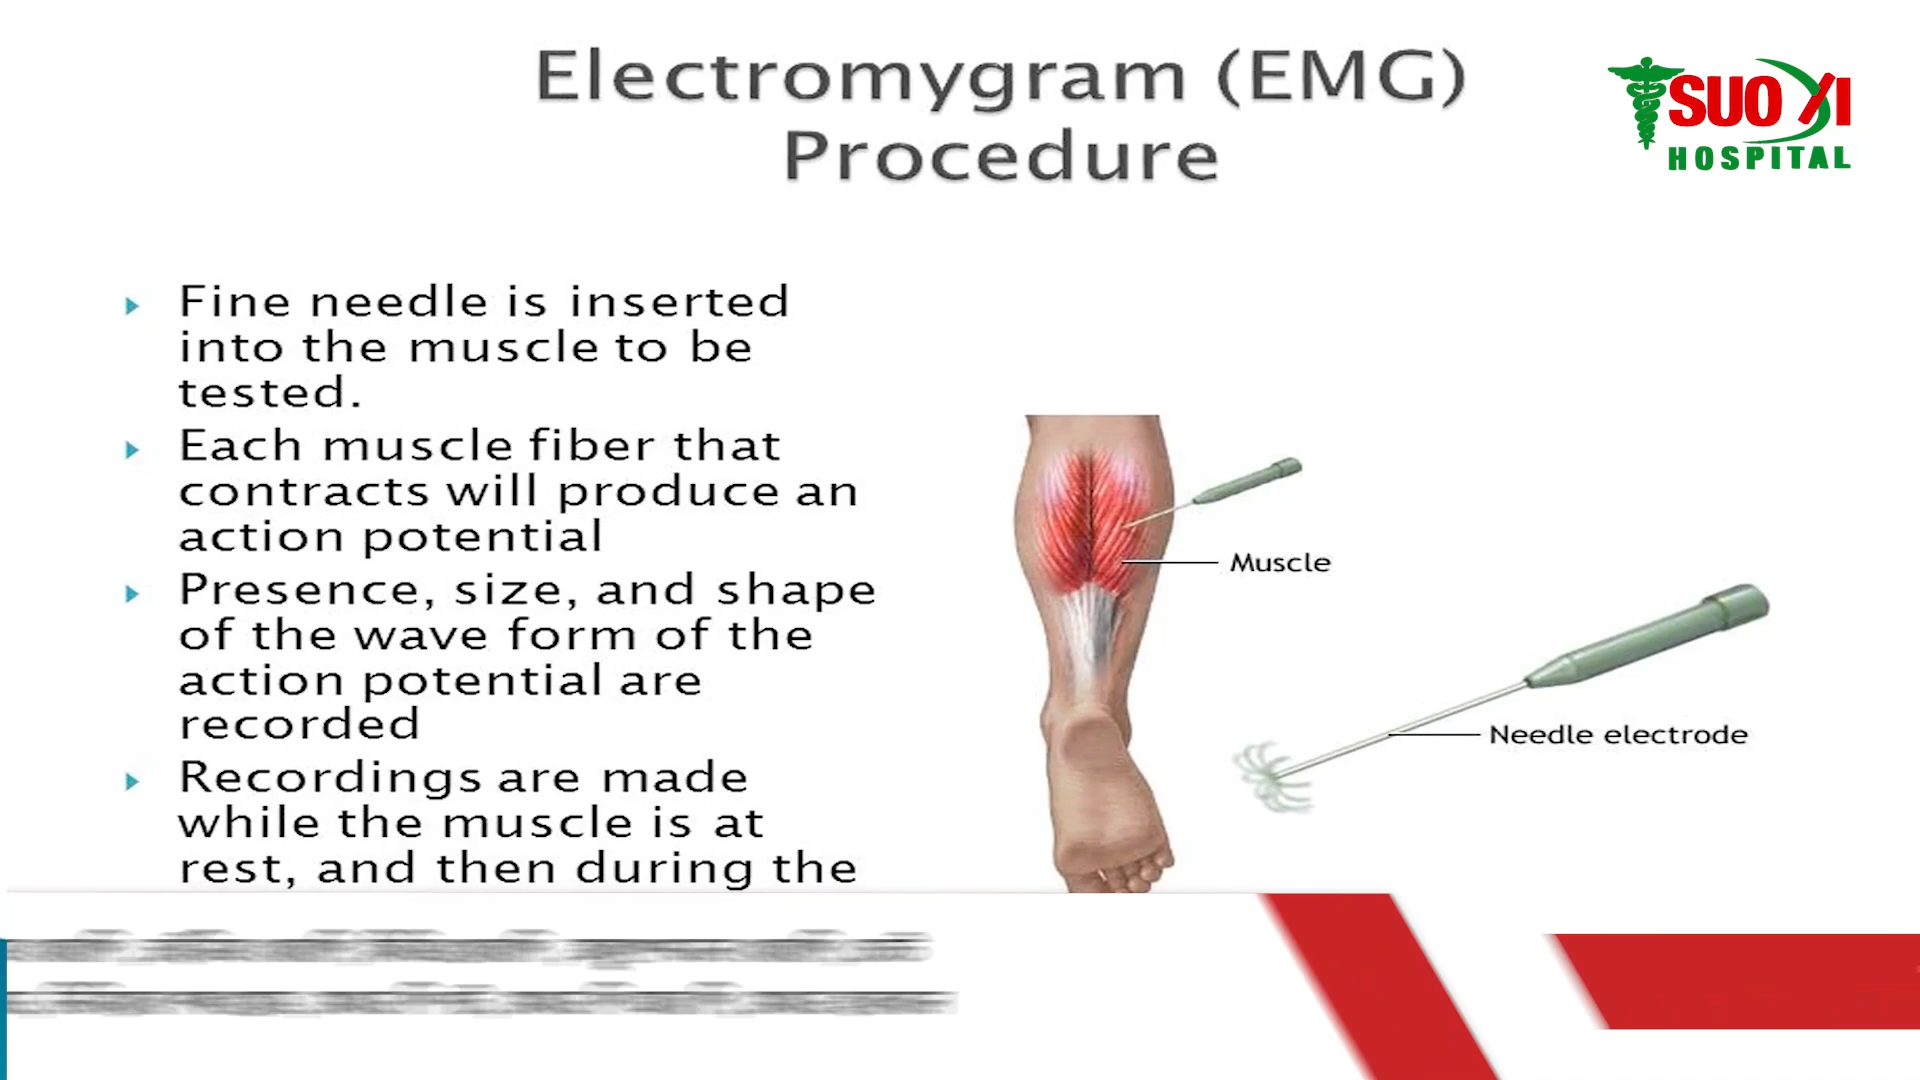 Electromygram (EMG)
Procedure
SUO XI
HOSPITAL
Fine needle is inserted
into the muscle to be
tested.
Each muscle fiber that
contracts will produce an
action potential
Presence, size, and shape
of the wave form of the
action potential are
recorded
Recordings are made
while the muscle is at
rest, and then during the
Muscle
Needle electrode